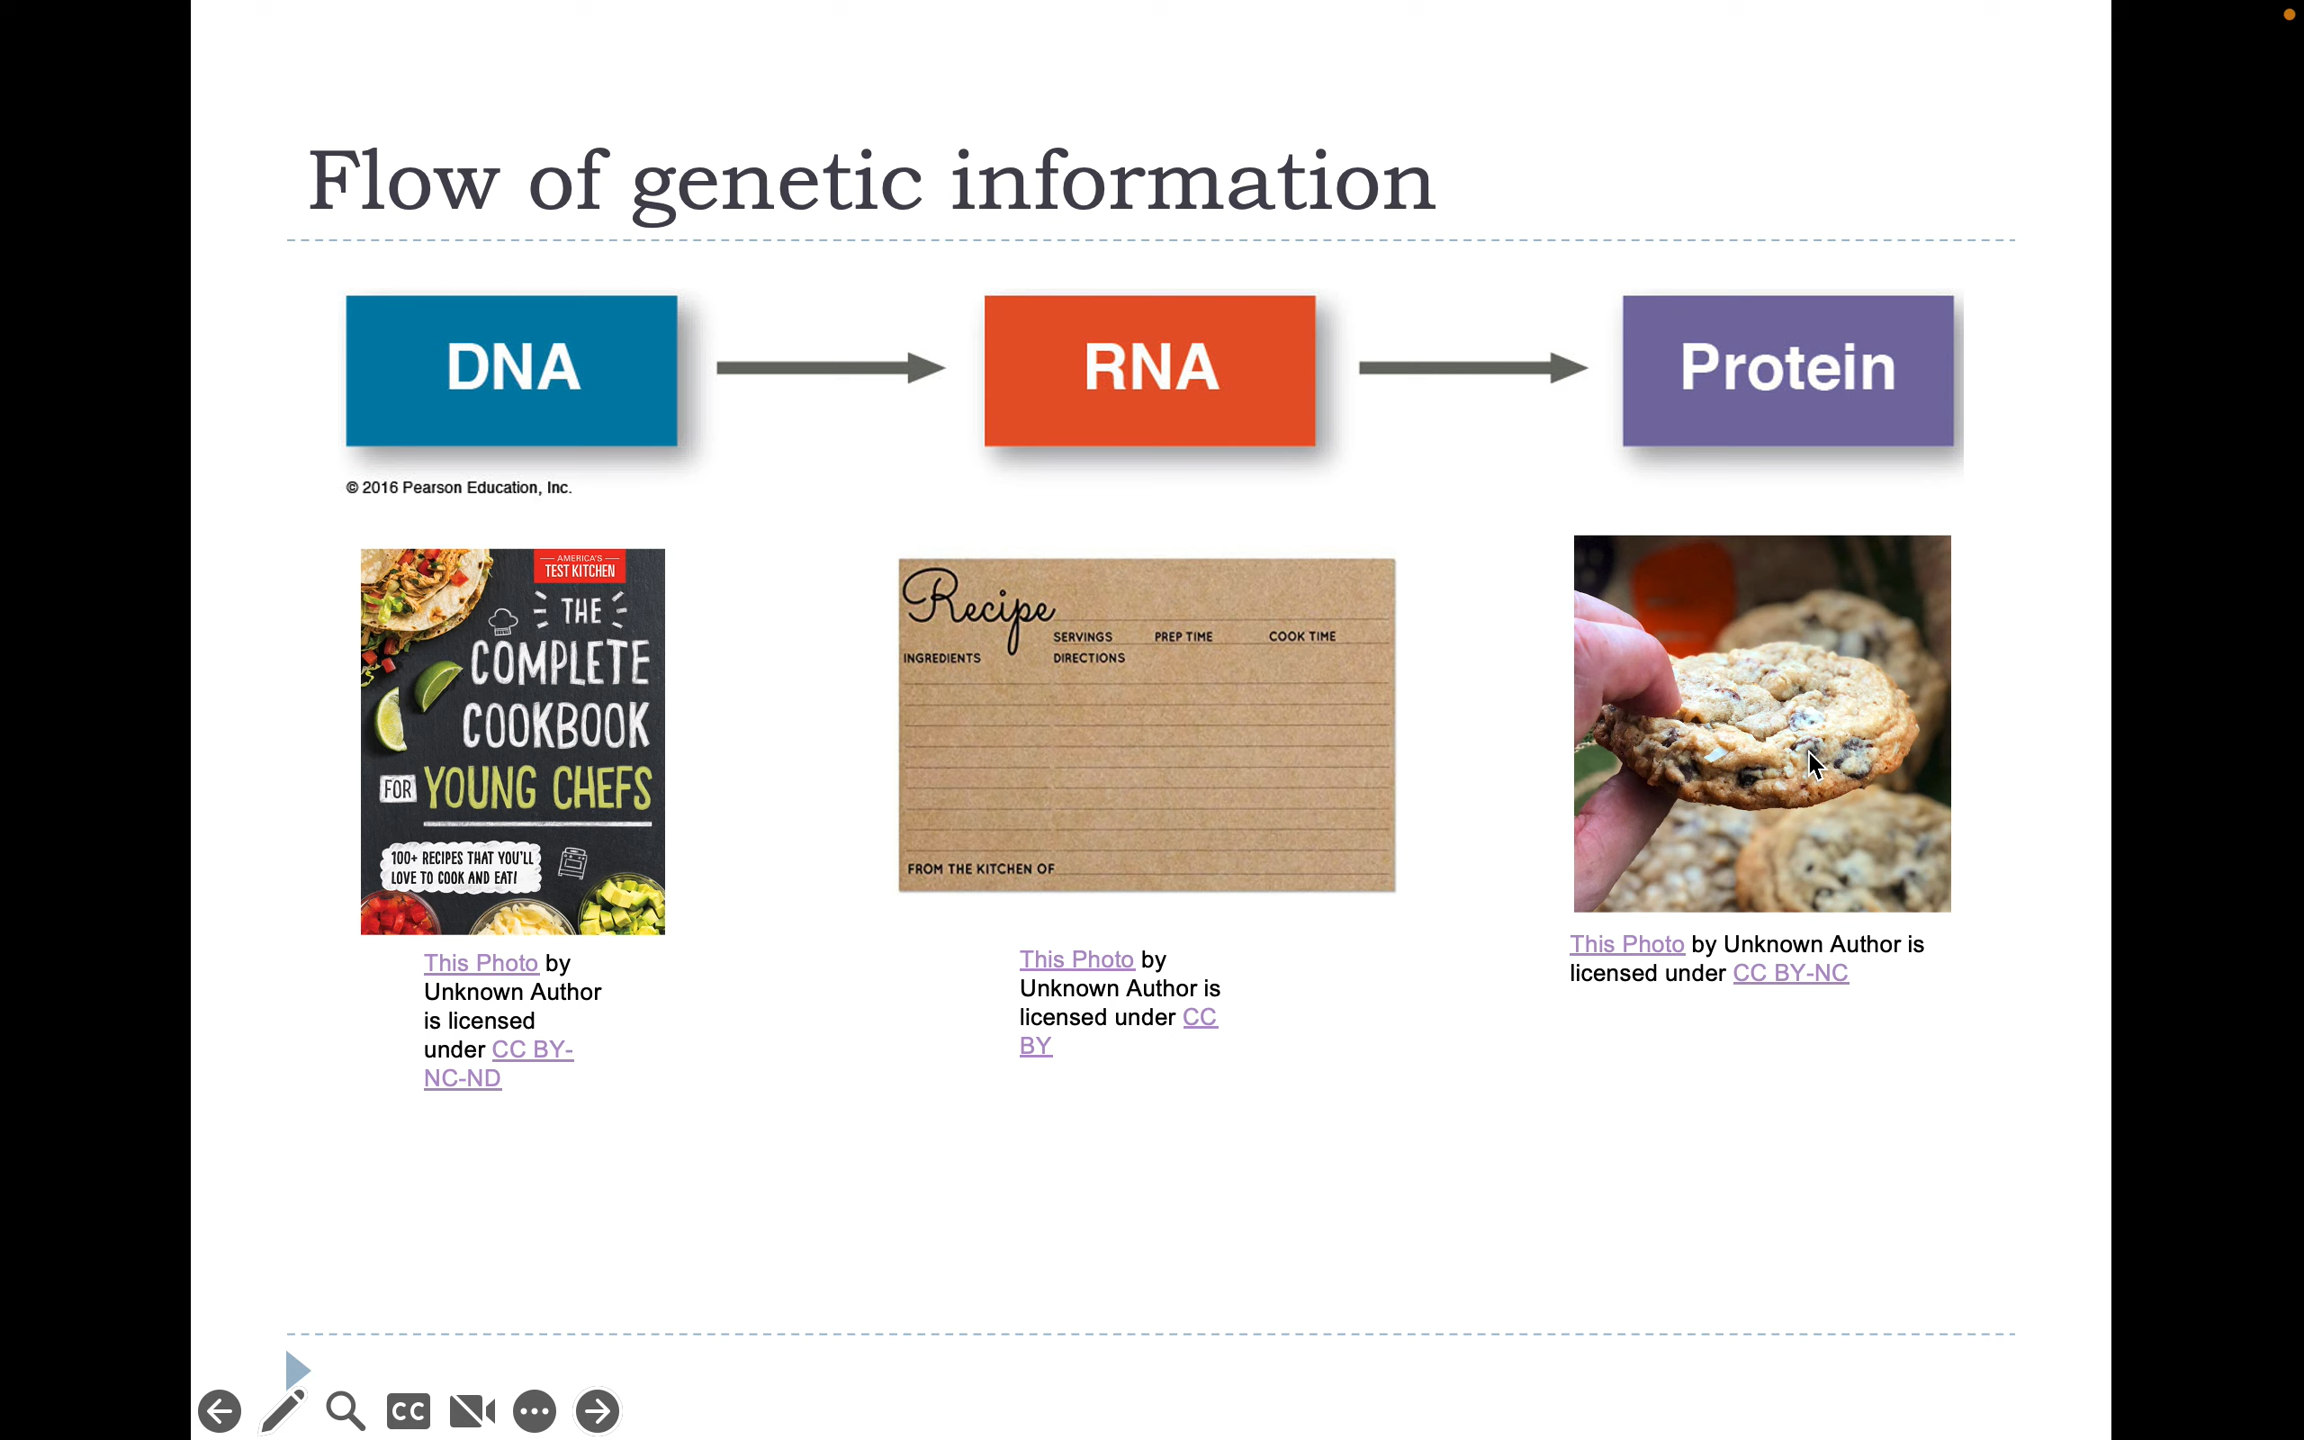 Flow of genetic information
DNA
RNA
Protein
© 2016 Pearson Education, Inc.
AMERICA'S
TEST KITCHEN
THE
COMPLETE
COOKBOOK
FOR YOUNG CHEFS
100+ RECIPES THAT YOU'LL
LOVE TO COOK AND EAT!
This Photo by
Unknown Author
is licensed
under CC BY-
NC-ND
Recipe
SERVINGS PREP TIME COOK TIME
INGREDIENTS DIRECTIONS
FROM THE KITCHEN OF
This Photo by
Unknown Author is
licensed under CC
BY
This Photo by Unknown Author is
licensed under CC BY-NC
CC